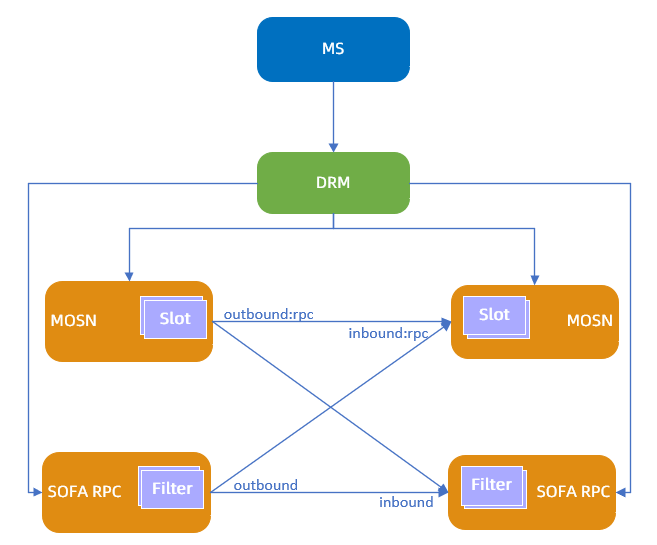 MS
DRM
MOSN
Slot
outbound:rpc
inbound:rpc
Slot
MOSN
SOFA RPC
Filter
outbound
inbound
Filter
SOFA RPC